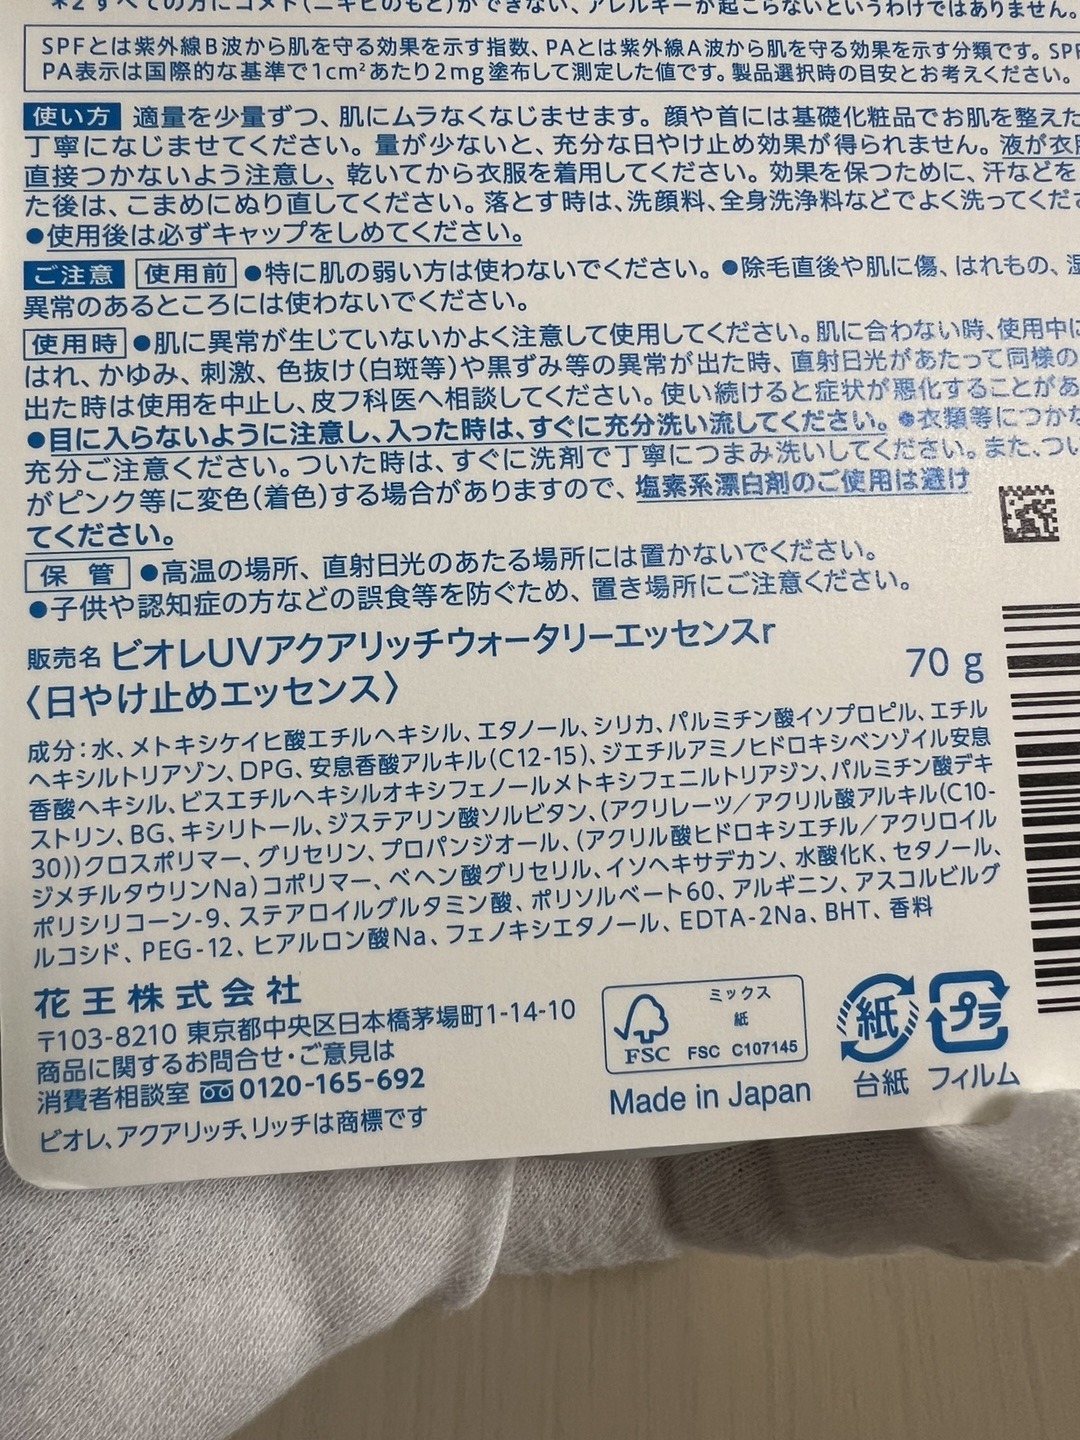 *2 すべての方にコメド(ニキビのもと)ができない、アレルギーが起こらないというわけではありません。
SPFとは紫外線B波から肌を守る効果を示す指数、PAとは紫外線A波から肌を守る効果を示す分類です。SPF
PA表示は国際的な基準で1cm²あたり2mg塗布して測定した値です。製品選択時の目安とお考えください。
使い方 適量を少量ずつ、肌にムラなくなじませます。顔や首には基礎化粧品でお肌を整えた
丁寧になじませてください。量が少ないと、充分な日やけ止め効果が得られません。液が衣服
直接つかないよう注意し、乾いてから衣服を着用してください。効果を保つために、汗などを
た後は、こまめにぬり直してください。落とす時は、洗顔料、全身洗浄料などでよく洗ってくださ
●使用後は必ずキャップをしめてください。
ご注意 使用前 ●特に肌の弱い方は使わないでください。●除毛直後や肌に傷、はれもの、湿
異常のあるところには使わないでください。
使用時 ●肌に異常が生じていないかよく注意して使用してください。肌に合わない時、使用中に
はれ、かゆみ、刺激、色抜け(白斑等)や黒ずみ等の異常が出た時、直射日光があたって同様の
出た時は使用を中止し、皮フ科医へ相談してください。使い続けると症状が悪化することがあ
●目に入らないように注意し、入った時は、すぐに充分洗い流してください。●衣類等につかな
充分ご注意ください。ついた時は、すぐに洗剤で丁寧につまみ洗いしてください。また、つい
がピンク等に変色(着色)する場合がありますので、塩素系漂白剤のご使用は避け
てください。
保管 ●高温の場所、直射日光のあたる場所には置かないでください。
●子供や認知症の方などの誤食等を防ぐため、置き場所にご注意ください。
販売名 ビオレUVアクアリッチウォータリーエッセンスr
〈日やけ止めエッセンス〉 70 g
成分：水、メトキシケイヒ酸エチルヘキシル、エタノール、シリカ、パルミチン酸イソプロピル、エチル
ヘキシルトリアゾン、DPG、安息香酸アルキル(C12-15)、ジエチルアミノヒドロキシベンゾイル安息
香酸ヘキシル、ビスエチルヘキシルオキシフェノールメトキシフェニルトリアジン、パルミチン酸デキ
ストリン、BG、キシリトール、ジステアリン酸ソルビタン、(アクリレーツ／アクリル酸アルキル(C10-
30))クロスポリマー、グリセリン、プロパンジオール、(アクリル酸ヒドロキシエチル／アクリロイル
ジメチルタウリンNa)コポリマー、ベヘン酸グリセリル、イソヘキサデカン、水酸化K、セタノール、
ポリシリコーン-9、ステアロイルグルタミン酸、ポリソルベート60、アルギニン、アスコルビルグ
ルコシド、PEG-12、ヒアルロン酸Na、フェノキシエタノール、EDTA-2Na、BHT、香料
花王株式会社
〒103-8210 東京都中央区日本橋茅場町1-14-10
商品に関するお問合せ・ご意見は
消費者相談室 0120-165-692
ビオレ、アクアリッチ、リッチは商標です
ミックス
紙
FSC FSC C107145
Made in Japan
紙 プラ
台紙 フィルム